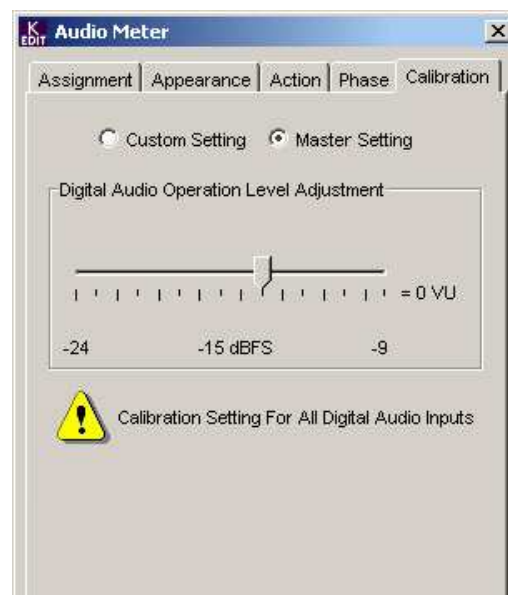 K EDIT Audio Meter
Assignment Appearance Action Phase Calibration
Custom Setting Master Setting
Digital Audio Operation Level Adjustment
= 0 VU
-24 -15 dBFS -9
Calibration Setting For All Digital Audio Inputs